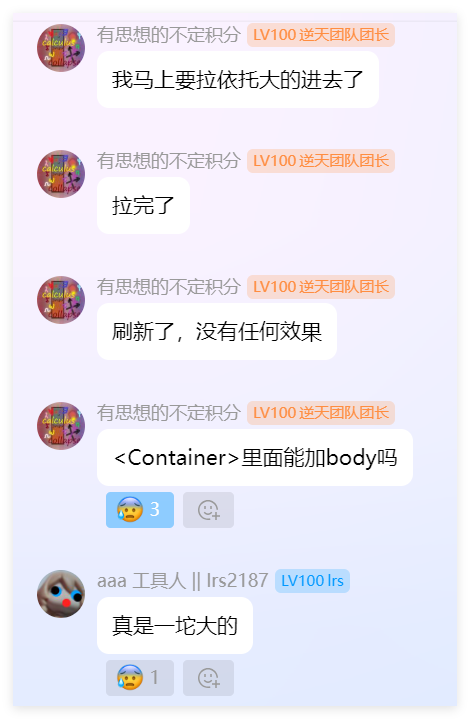 有思想的不定积分 LV100 逆天团队团长
我马上要拉依托大的进去了
有思想的不定积分 LV100 逆天团队团长
拉完了
有思想的不定积分 LV100 逆天团队团长
刷新了，没有任何效果
有思想的不定积分 LV100 逆天团队团长
<Container>里面能加body吗
3
aaa 工具人 || lrs2187 LV100 lrs
真是一坨大的
1